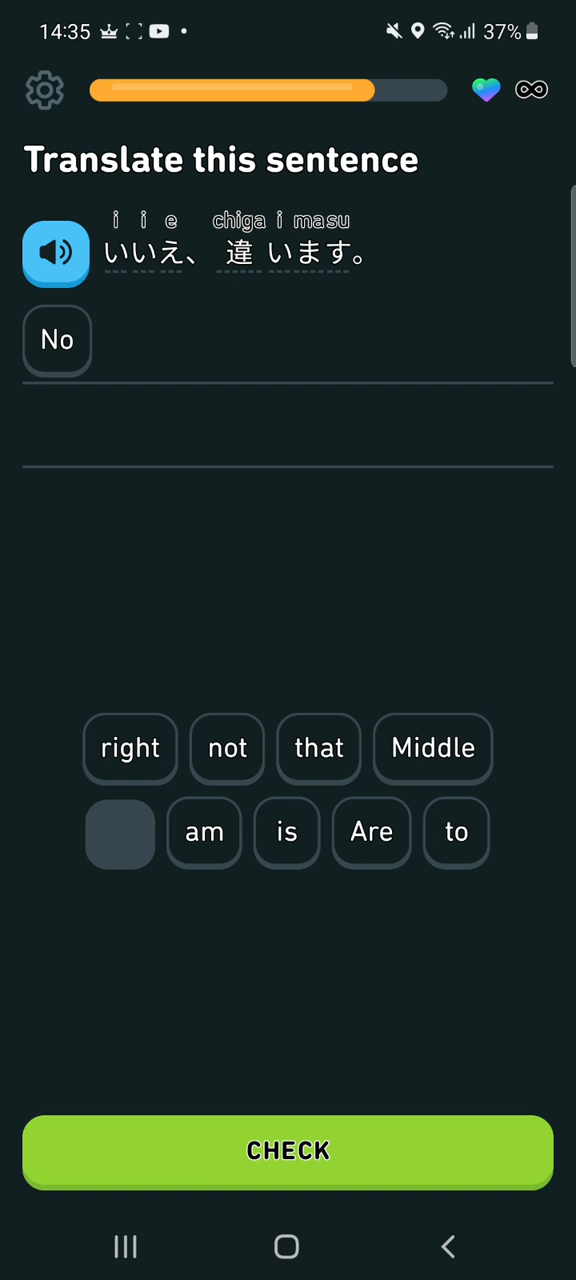 14:35 37%
Translate this sentence
i i e chiga i masu
いいえ、違います。
No
right not that Middle
am is Are to
CHECK